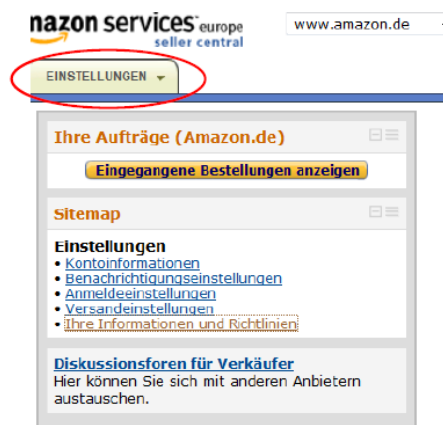 nazon services europe
seller central
www.amazon.de
EINSTELLUNGEN
Ihre Aufträge (Amazon.de)
Eingegangene Bestellungen anzeigen
Sitemap
Einstellungen
• Kontoinformationen
• Benachrichtigungseinstellungen
• Anmeldeeinstellungen
• Versandeinstellungen
• Ihre Informationen und Richtlinien
Diskussionsforen für Verkäufer
Hier können Sie sich mit anderen Anbietern
austauschen.